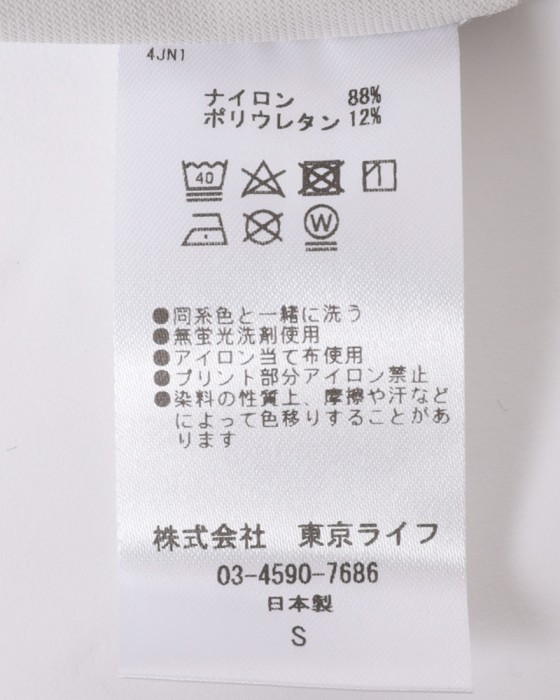 4JN1
ナイロン 88%
ポリウレタン 12%
40
W
●同系色と一緒に洗う
●無蛍光洗剤使用
●アイロン当て布使用
●プリント部分アイロン禁止
●染料の性質上、摩擦や汗など
によって色移りすることがあ
ります
株式会社 東京ライフ
03-4590-7686
日本製
S